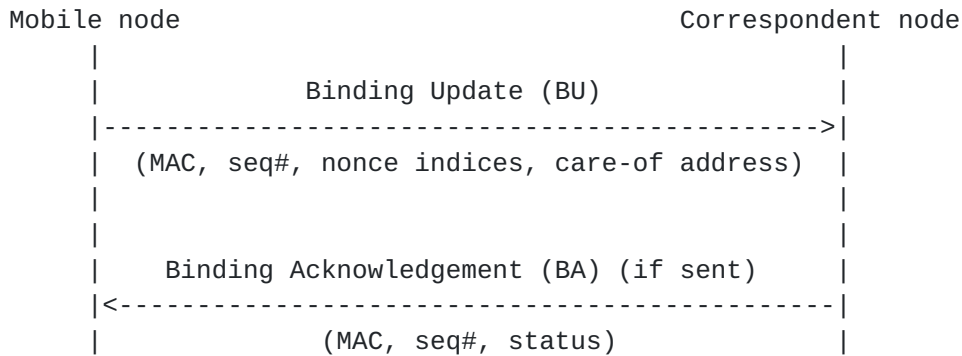 Mobile node                                Correspondent node
     |                                               |
     |             Binding Update (BU)               |
     |---------------------------------------------->|
     |  (MAC, seq#, nonce indices, care-of address)  |
     |                                               |
     |                                               |
     |    Binding Acknowledgement (BA) (if sent)     |
     |<----------------------------------------------|
     |              (MAC, seq#, status)              |